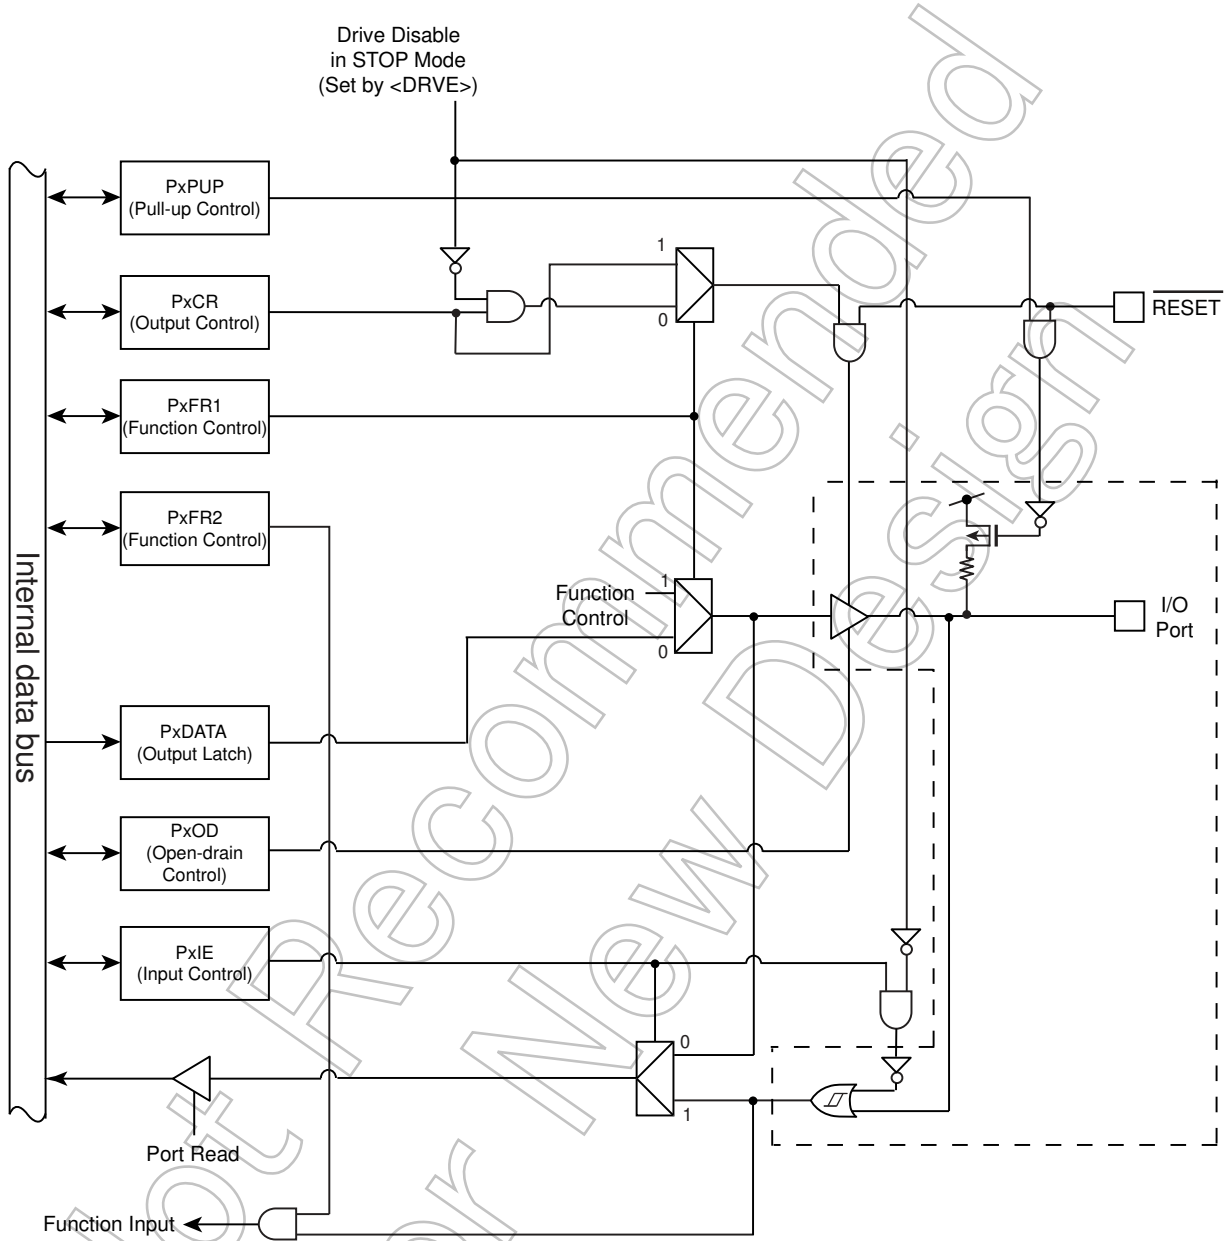 Drive Disable
in STOP Mode
(Set by <DRVE>)
PxPUP
(Pull-up Control)
1
PxCR
(Output Control)
0
RESET
PxFR1
(Function Control)
PxFR2
(Function Control)
Internal data bus
1
Function
Control
0
I/O
Port
PxDATA
(Output Latch)
PxOD
(Open-drain
Control)
PxIE
(Input Control)
0
1
Port Read
Function Input
Not Recommended
for New Design